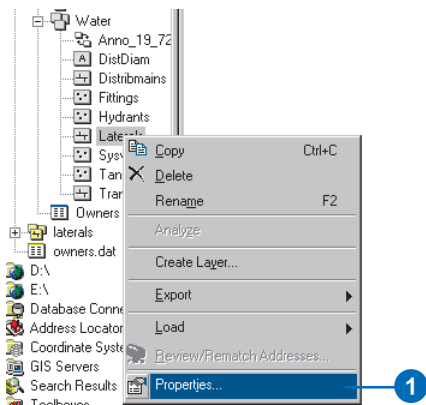 Water
Anno_19_72
DistDiam
Distribmains
Fittings
Hydrants
Laterals
Copy Ctrl+C
Delete
Rename F2
Analyze
Create Layer...
Export
Load
Review/Rematch Addresses...
Properties... 1
Owners
laterals
owners.dat
D:\
E:\
Database Conne
Address Locator
Coordinate Syste
GIS Servers
Search Results